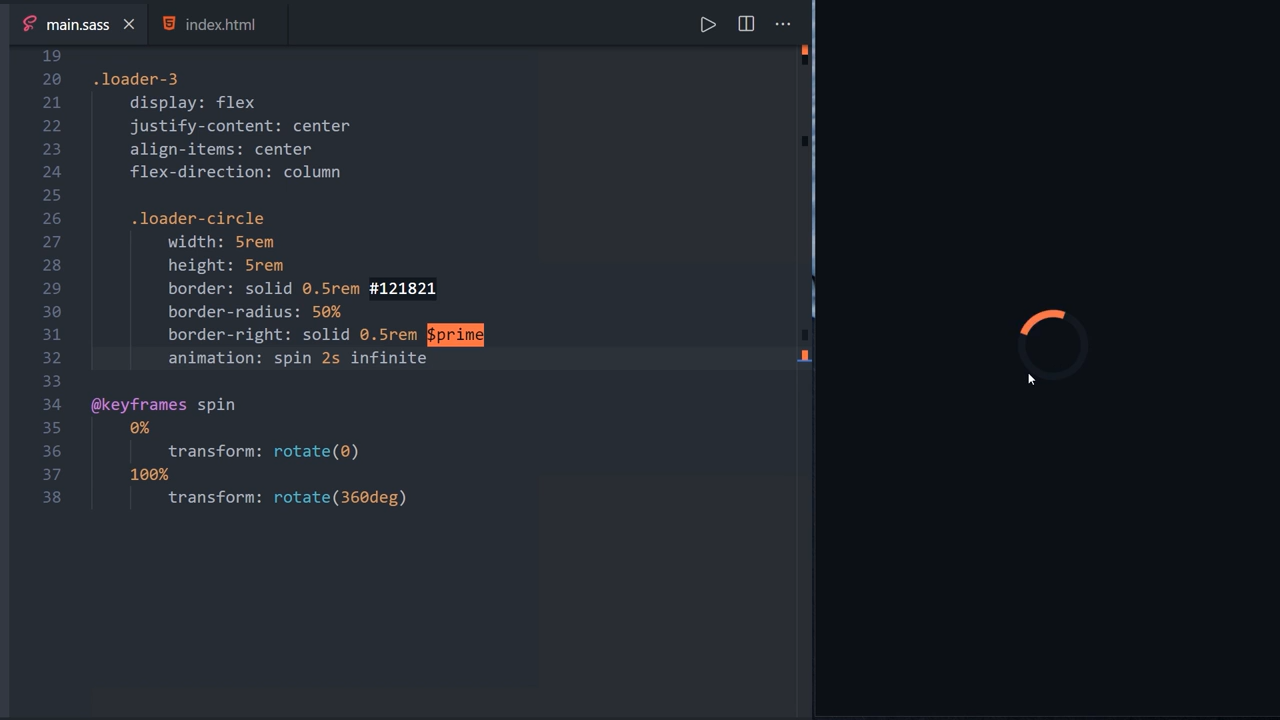 main.sass
index.html
19
20 .loader-3
21 display: flex
22 justify-content: center
23 align-items: center
24 flex-direction: column
25
26 .loader-circle
27 width: 5rem
28 height: 5rem
29 border: solid 0.5rem #121821
30 border-radius: 50%
31 border-right: solid 0.5rem $prime
32 animation: spin 2s infinite
33
34 @keyframes spin
35 0%
36 transform: rotate(0)
37 100%
38 transform: rotate(360deg)